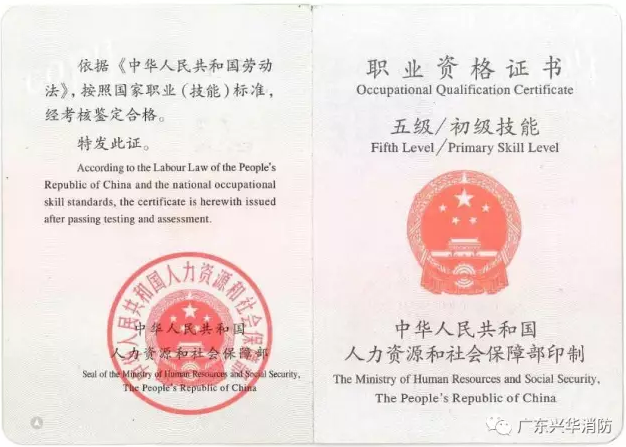 依据《中华人民共和国劳动
法》，按照国家职业（技能）标准，
经考核鉴定合格。
特发此证。
According to the Labour Law of the People's
Republic of China and the national occupational
skill standards, the certificate is herewith issued
after passing testing and assessment.
中华人民共和国人力资源和社会保障部
中华人民共和国
人力资源和社会保障部
Seal of the Ministry of Human Resources and Social Security,
The People's Republic of China
职业资格证书
Occupational Qualification Certificate
五级/初级技能
Fifth Level/Primary Skill Level
中华人民共和国
人力资源和社会保障部印制
The Ministry of Human Resources and Social Security,
The People's Republic of China
广东兴华消防